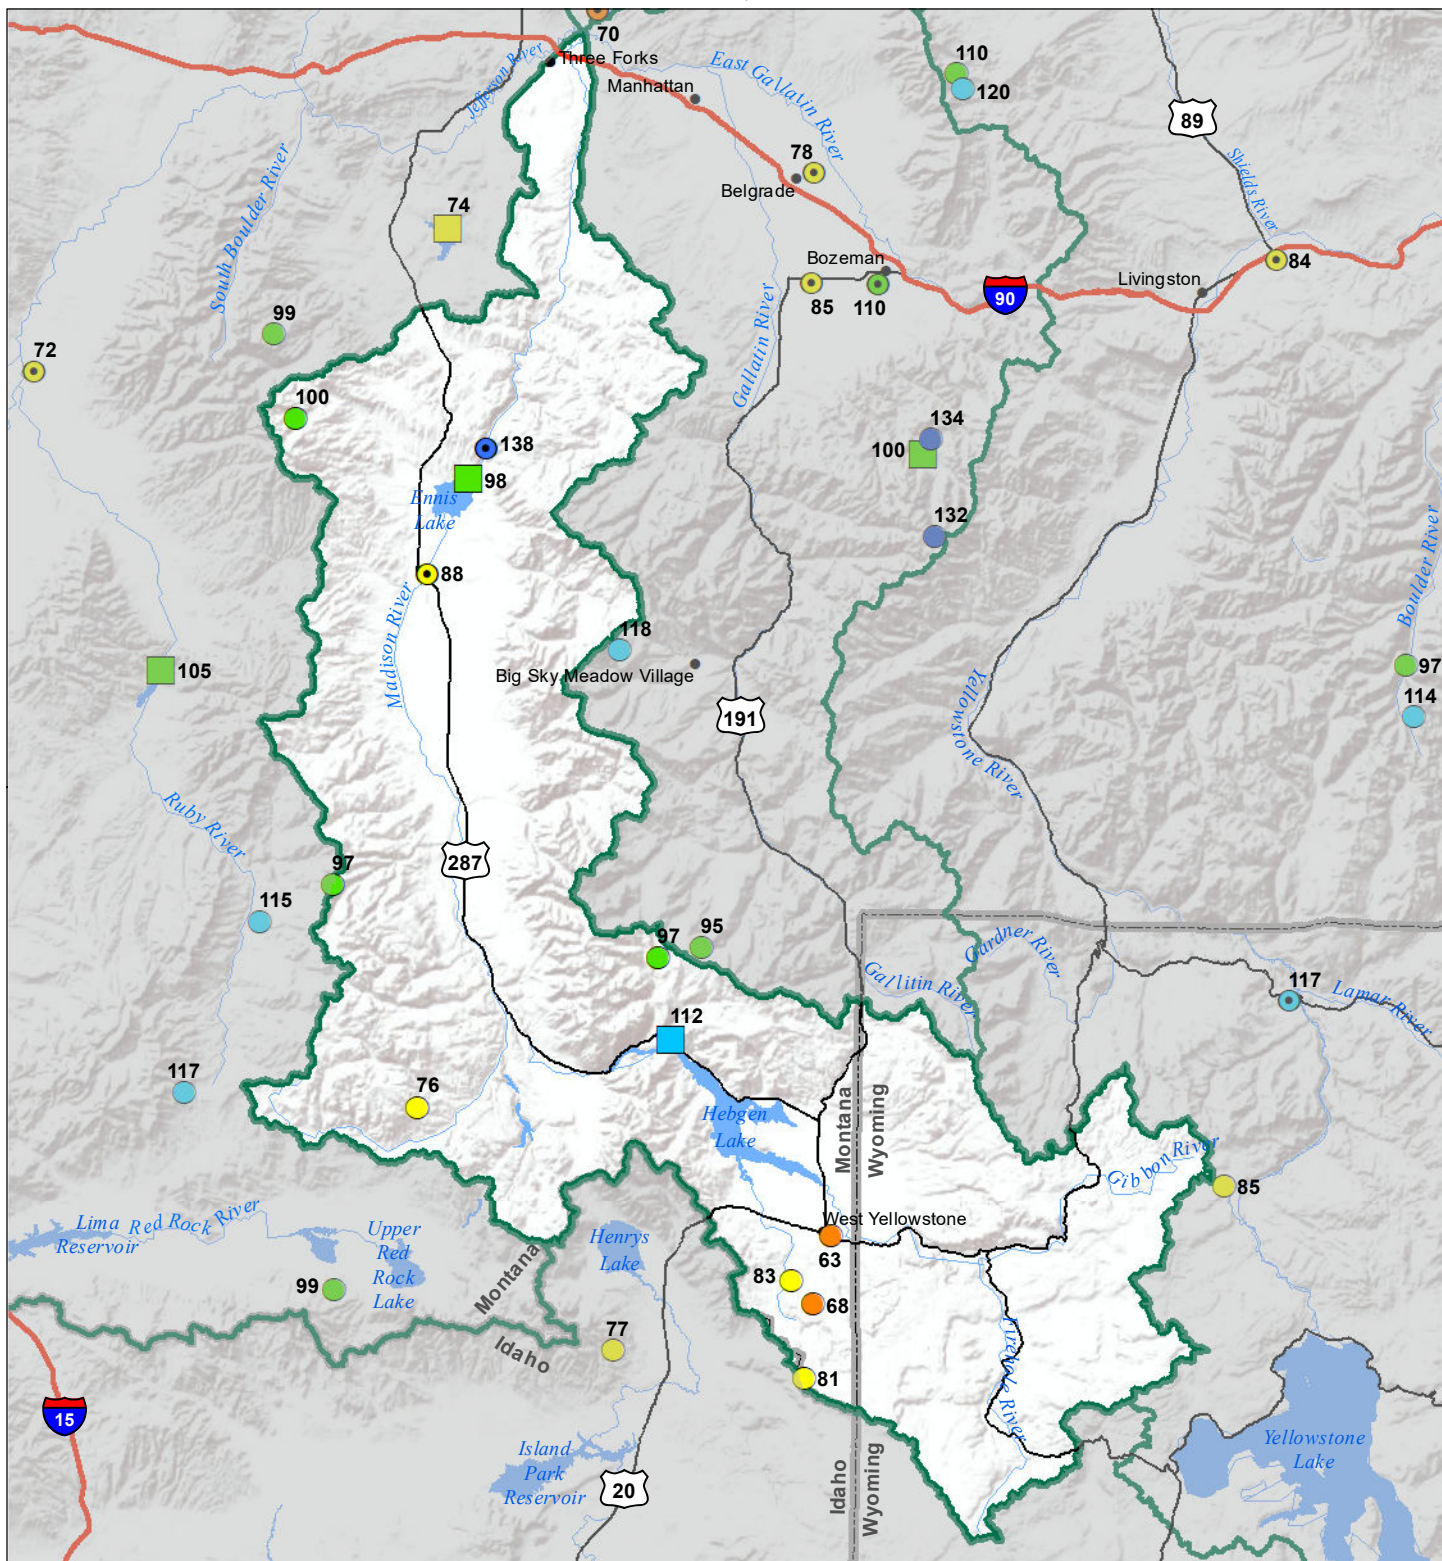 70
Three Forks
Jefferson River
Manhattan
East Gallatin River
110
120
89
Shields River
78
Belgrade
South Boulder River
74
Bozeman
84
Livingston
90
85
110
Gallatin River
99
72
100
138
134
100
98
Ennis
Lake
132
Boulder River
88
Madison River
118
97
105
Big Sky Meadow Village
114
191
Yellowstone River
Ruby River
287
97
115
97
95
Gardner River
Gallitin River
117
Lamar River
112
117
76
Hebgen
Lake
Montana
Wyoming
Gibbon River
85
Lima
Reservoir
Red Rock River
Upper
Red
Rock
Lake
Montana
Idaho
Henrys
Lake
West Yellowstone
63
83
68
99
77
81
Firehole River
15
Island
Park
Reservoir
20
Idaho
Wyoming
Yellowstone
Lake